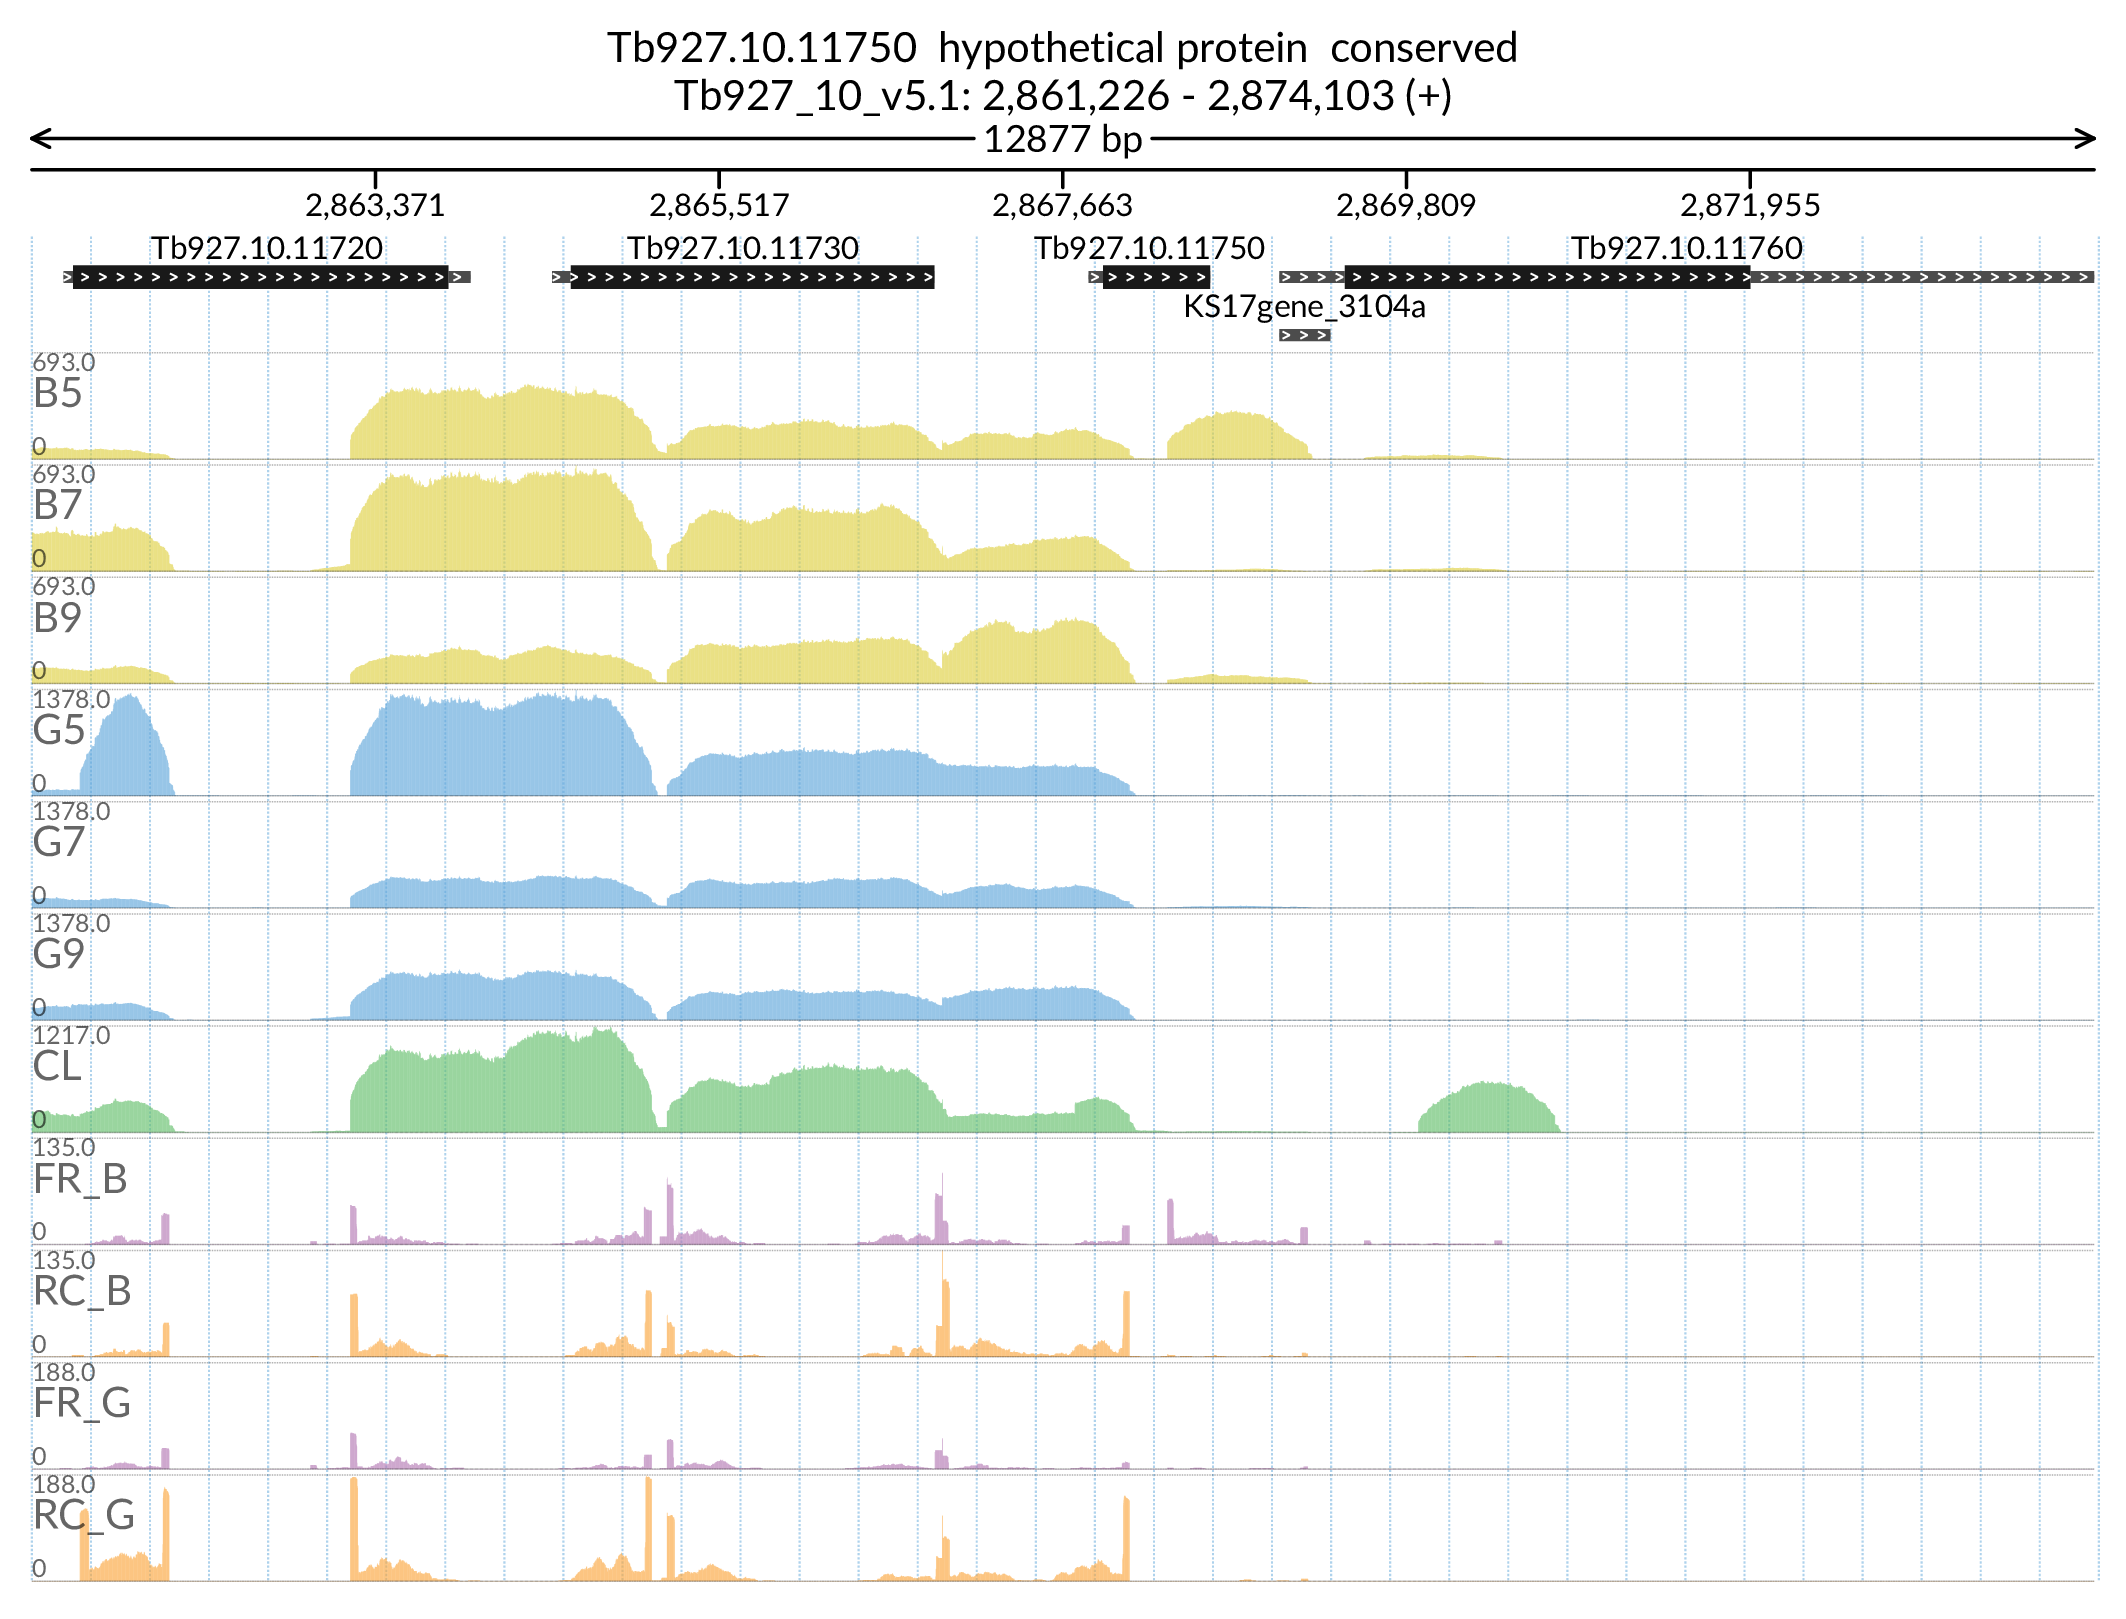 Tb927.10.11750 hypothetical protein conserved
Tb927_10_v5.1: 2,861,226 - 2,874,103 (+)
12877 bp
2,863,371 2,865,517 2,867,663 2,869,809 2,871,955
Tb927.10.11720 Tb927.10.11730 Tb927.10.11750 Tb927.10.11760
KS17gene_3104a
693.0
B5
0
693.0
B7
0
693.0
B9
0
1378.0
G5
0
1378.0
G7
0
1378.0
G9
0
1217.0
CL
0
135.0
FR_B
0
135.0
RC_B
0
188.0
FR_G
0
188.0
RC_G
0